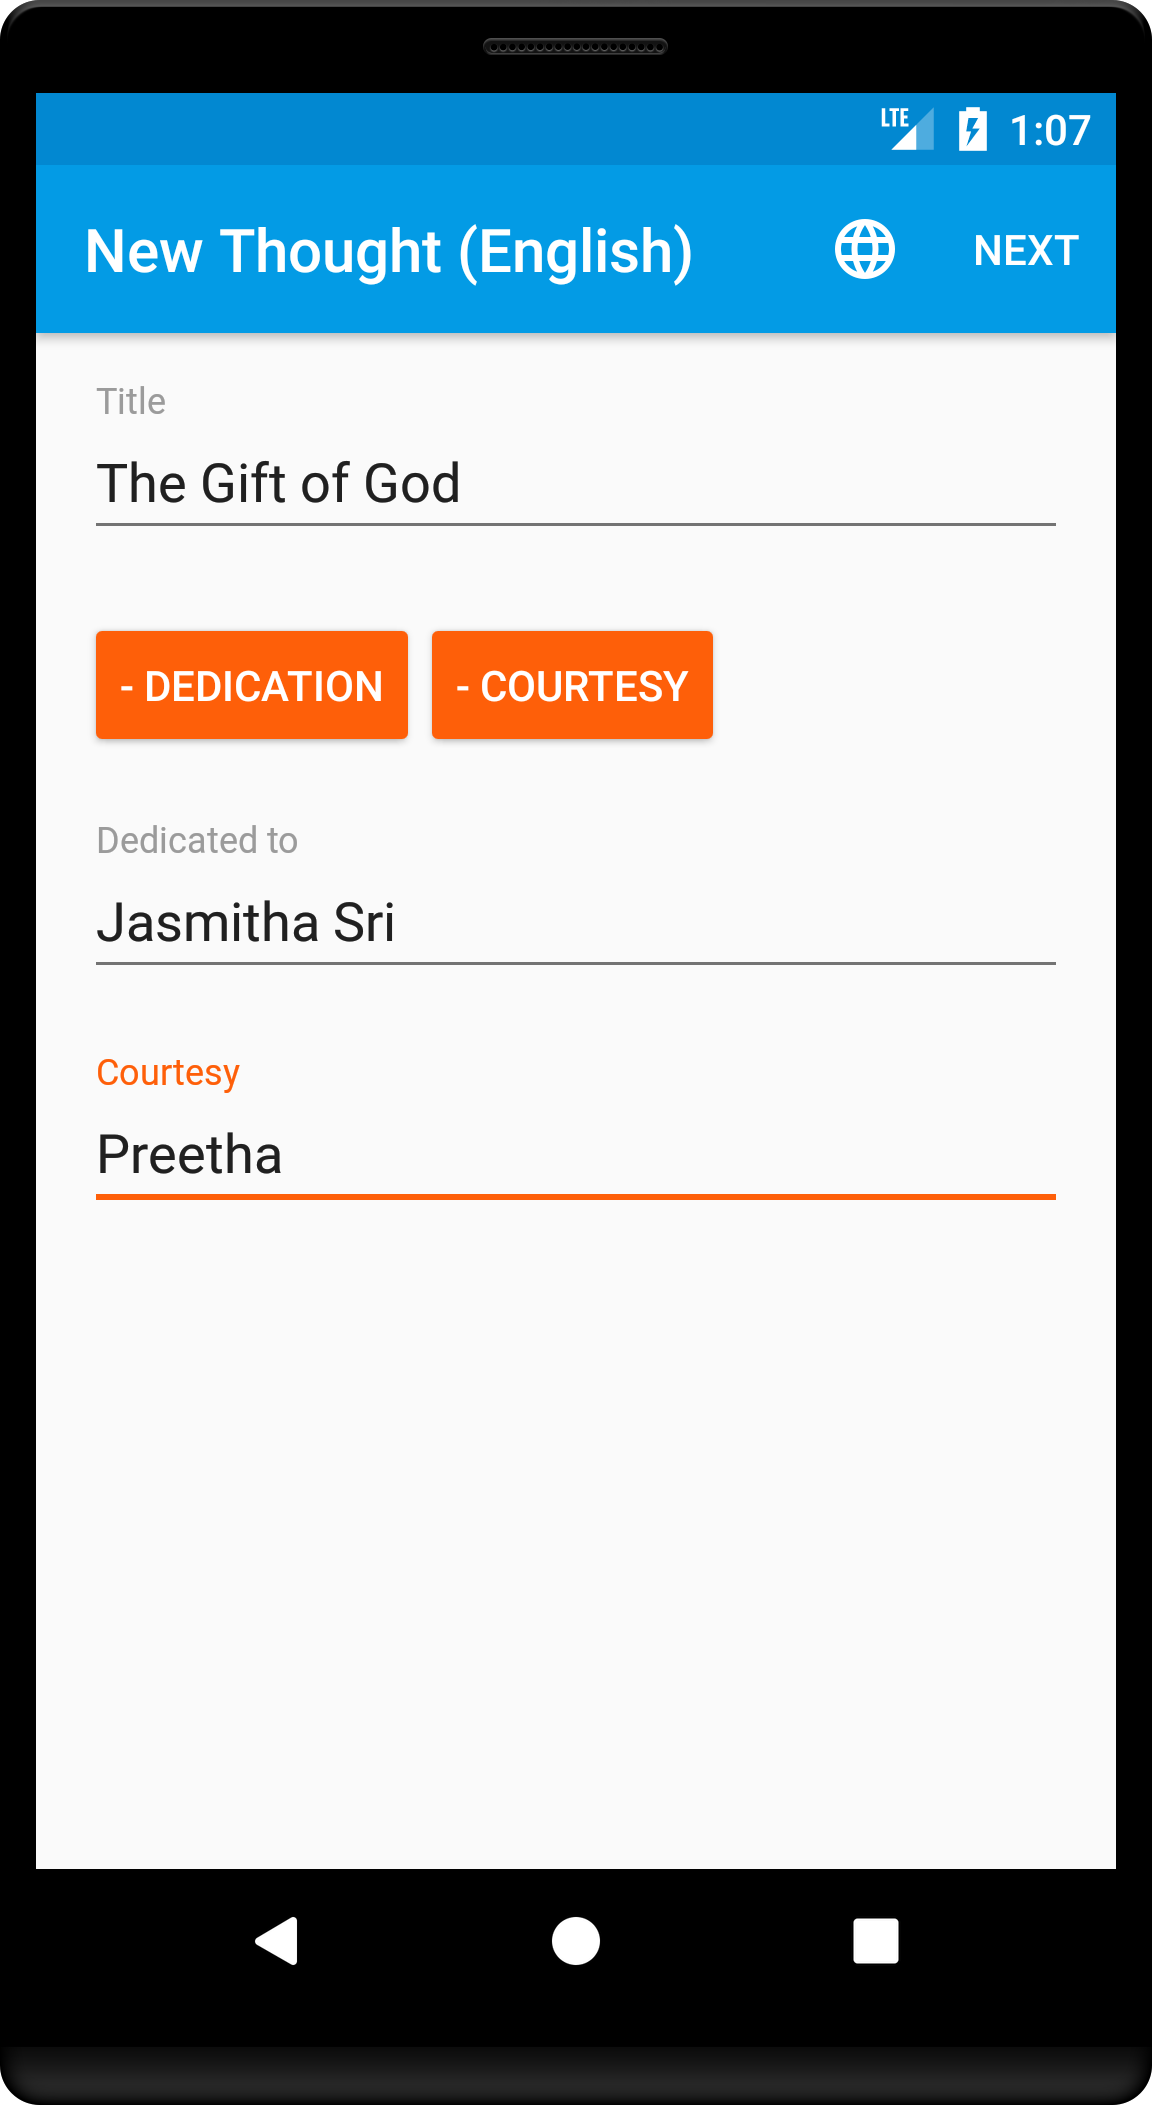 LTE 1:07
New Thought (English) NEXT
Title
The Gift of God
- DEDICATION - COURTESY
Dedicated to
Jasmitha Sri
Courtesy
Preetha